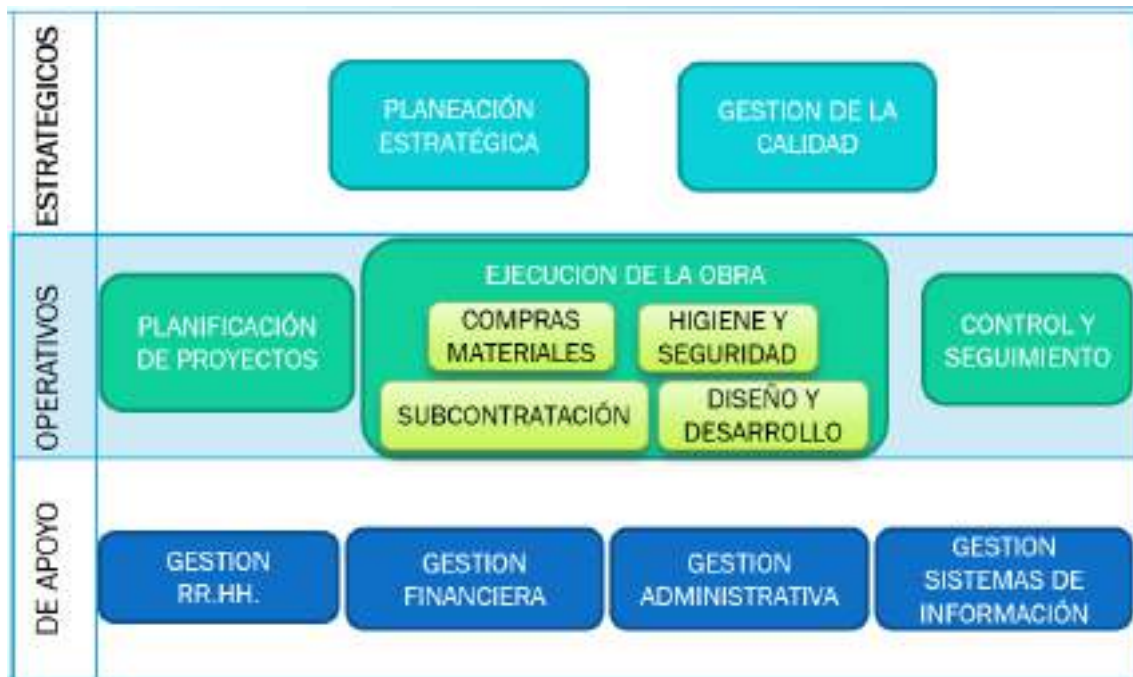 ESTRATEGICOS
PLANEACIÓN
ESTRATÉGICA
GESTION DE LA
CALIDAD
OPERATIVOS
PLANIFICACIÓN
DE PROYECTOS
EJECUCION DE LA OBRA
COMPRAS
MATERIALES
HIGIENE Y
SEGURIDAD
SUBCONTRATACIÓN
DISEÑO Y
DESARROLLO
CONTROL Y
SEGUIMIENTO
DE APOYO
GESTION
RR.HH.
GESTION
FINANCIERA
GESTION
ADMINISTRATIVA
GESTION
SISTEMAS DE
INFORMACIÓN